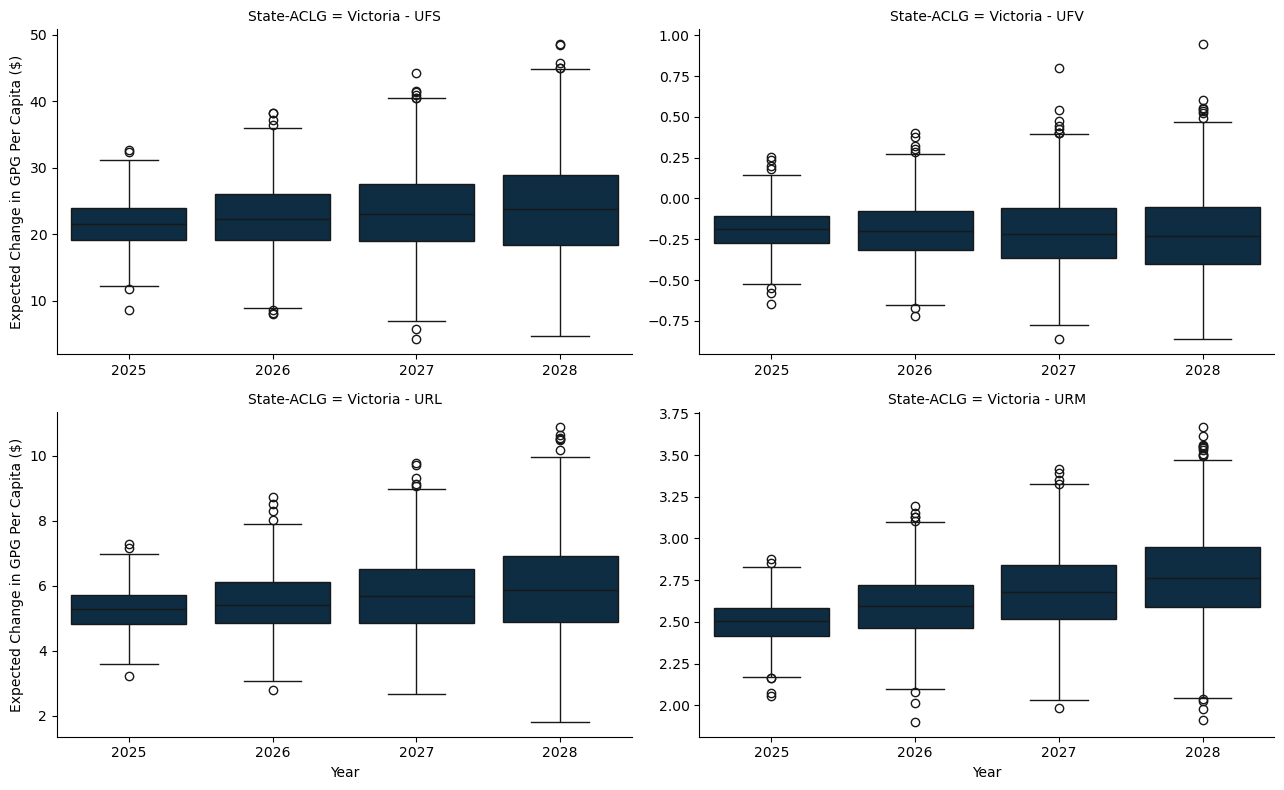 State-ACLG = Victoria - UFS
Expected Change in GPG Per Capita ($)
50
40
30
20
10
2025 2026 2027 2028
State-ACLG = Victoria - UFV
1.00
0.75
0.50
0.25
0.00
−0.25
−0.50
−0.75
2025 2026 2027 2028
State-ACLG = Victoria - URL
Expected Change in GPG Per Capita ($)
10
8
6
4
2
2025 2026 2027 2028
Year
State-ACLG = Victoria - URM
3.75
3.50
3.25
3.00
2.75
2.50
2.25
2.00
2025 2026 2027 2028
Year